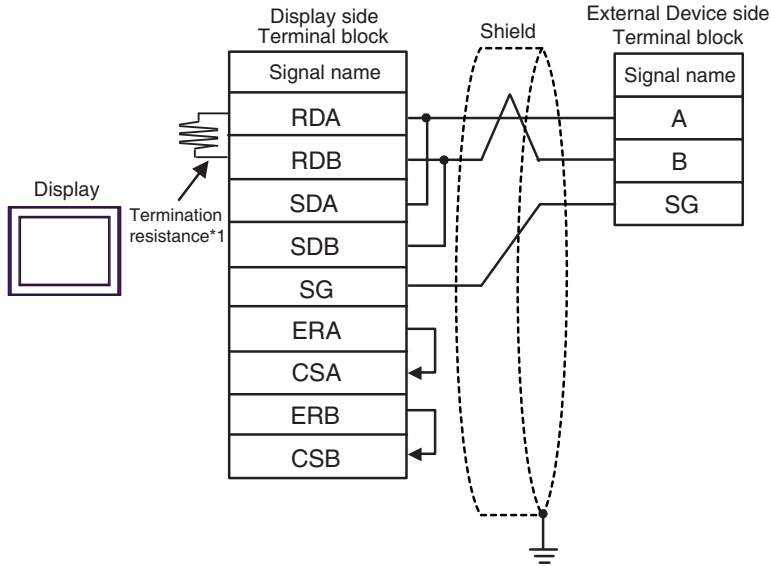 Display side
Terminal block
Shield
External Device side
Terminal block
Signal name
Signal name
RDA
A
RDB
B
Display
Termination
resistance*1
SDA
SG
SDB
SG
ERA
CSA
ERB
CSB